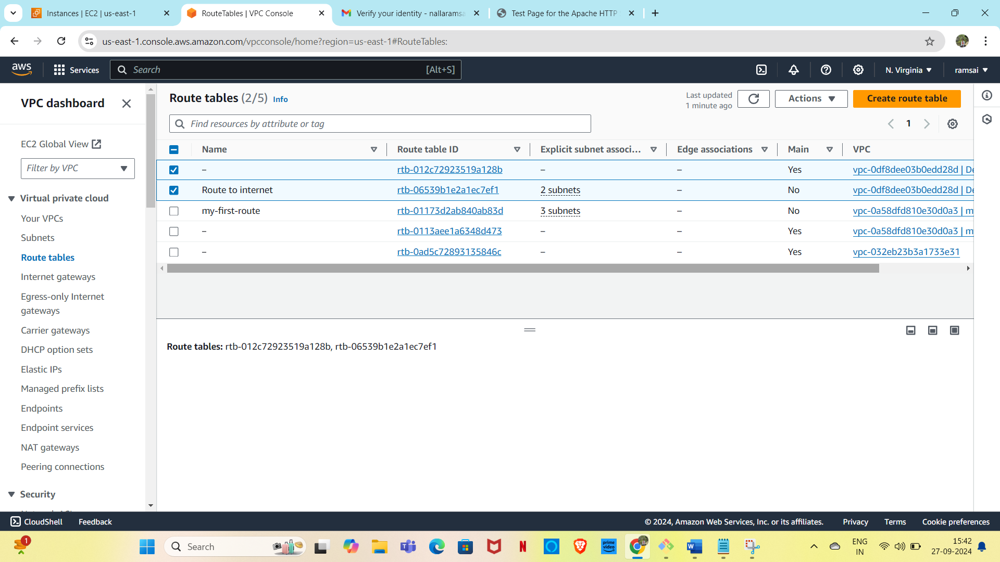 Instances | EC2 | us-east-1
RouteTables | VPC Console
Verify your identity - nallaramsa
Test Page for the Apache HTTP
us-east-1.console.aws.amazon.com/vpcconsole/home?region=us-east-1#RouteTables:
aws
Services
Search
[Alt+S]
N. Virginia
ramsai
VPC dashboard
EC2 Global View
Filter by VPC
Virtual private cloud
Your VPCs
Subnets
Route tables
Internet gateways
Egress-only Internet
gateways
Carrier gateways
DHCP option sets
Elastic IPs
Managed prefix lists
Endpoints
Endpoint services
NAT gateways
Peering connections
Security
Route tables (2/5) Info
Last updated
1 minute ago
Actions
Create route table
Find resources by attribute or tag
1
Name Route table ID Explicit subnet associ... Edge associations Main VPC
– rtb-012c72923519a128b – – Yes vpc-0df8dee03b0edd28d | De
Route to internet rtb-06539b1e2a1ec7ef1 2 subnets – No vpc-0df8dee03b0edd28d | De
my-first-route rtb-01173d2ab840ab83d 3 subnets – No vpc-0a58dfd810e30d0a3 | m
– rtb-0113aee1a6348d473 – – Yes vpc-0a58dfd810e30d0a3 | m
– rtb-0ad5c72893135846c – – Yes vpc-032eb23b3a1733e31
Route tables: rtb-012c72923519a128b, rtb-06539b1e2a1ec7ef1
CloudShell
Feedback
© 2024, Amazon Web Services, Inc. or its affiliates.
Privacy
Terms
Cookie preferences
1
Search
prime
video
ENG
IN
15:42
27-09-2024